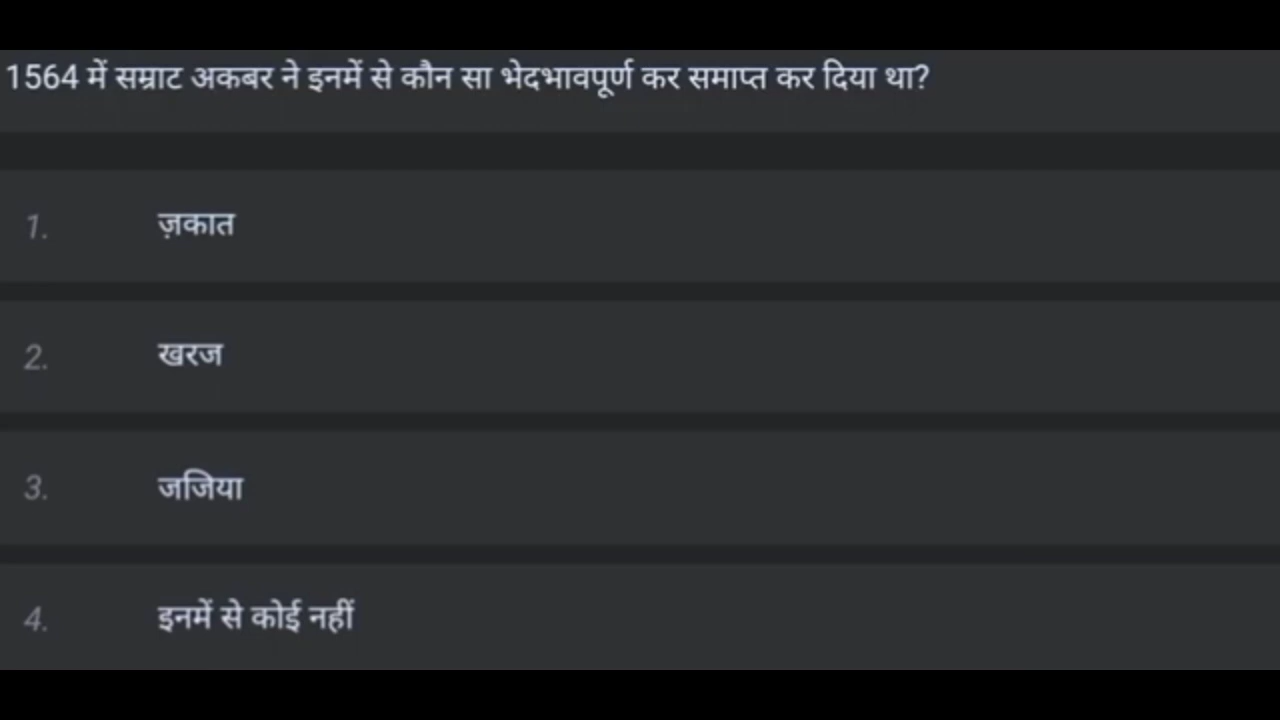 1564 में सम्राट अकबर ने इनमें से कौन सा भेदभावपूर्ण कर समाप्त कर दिया था?
1. ज़कात
2. खरज
3. जजिया
4. इनमें से कोई नहीं